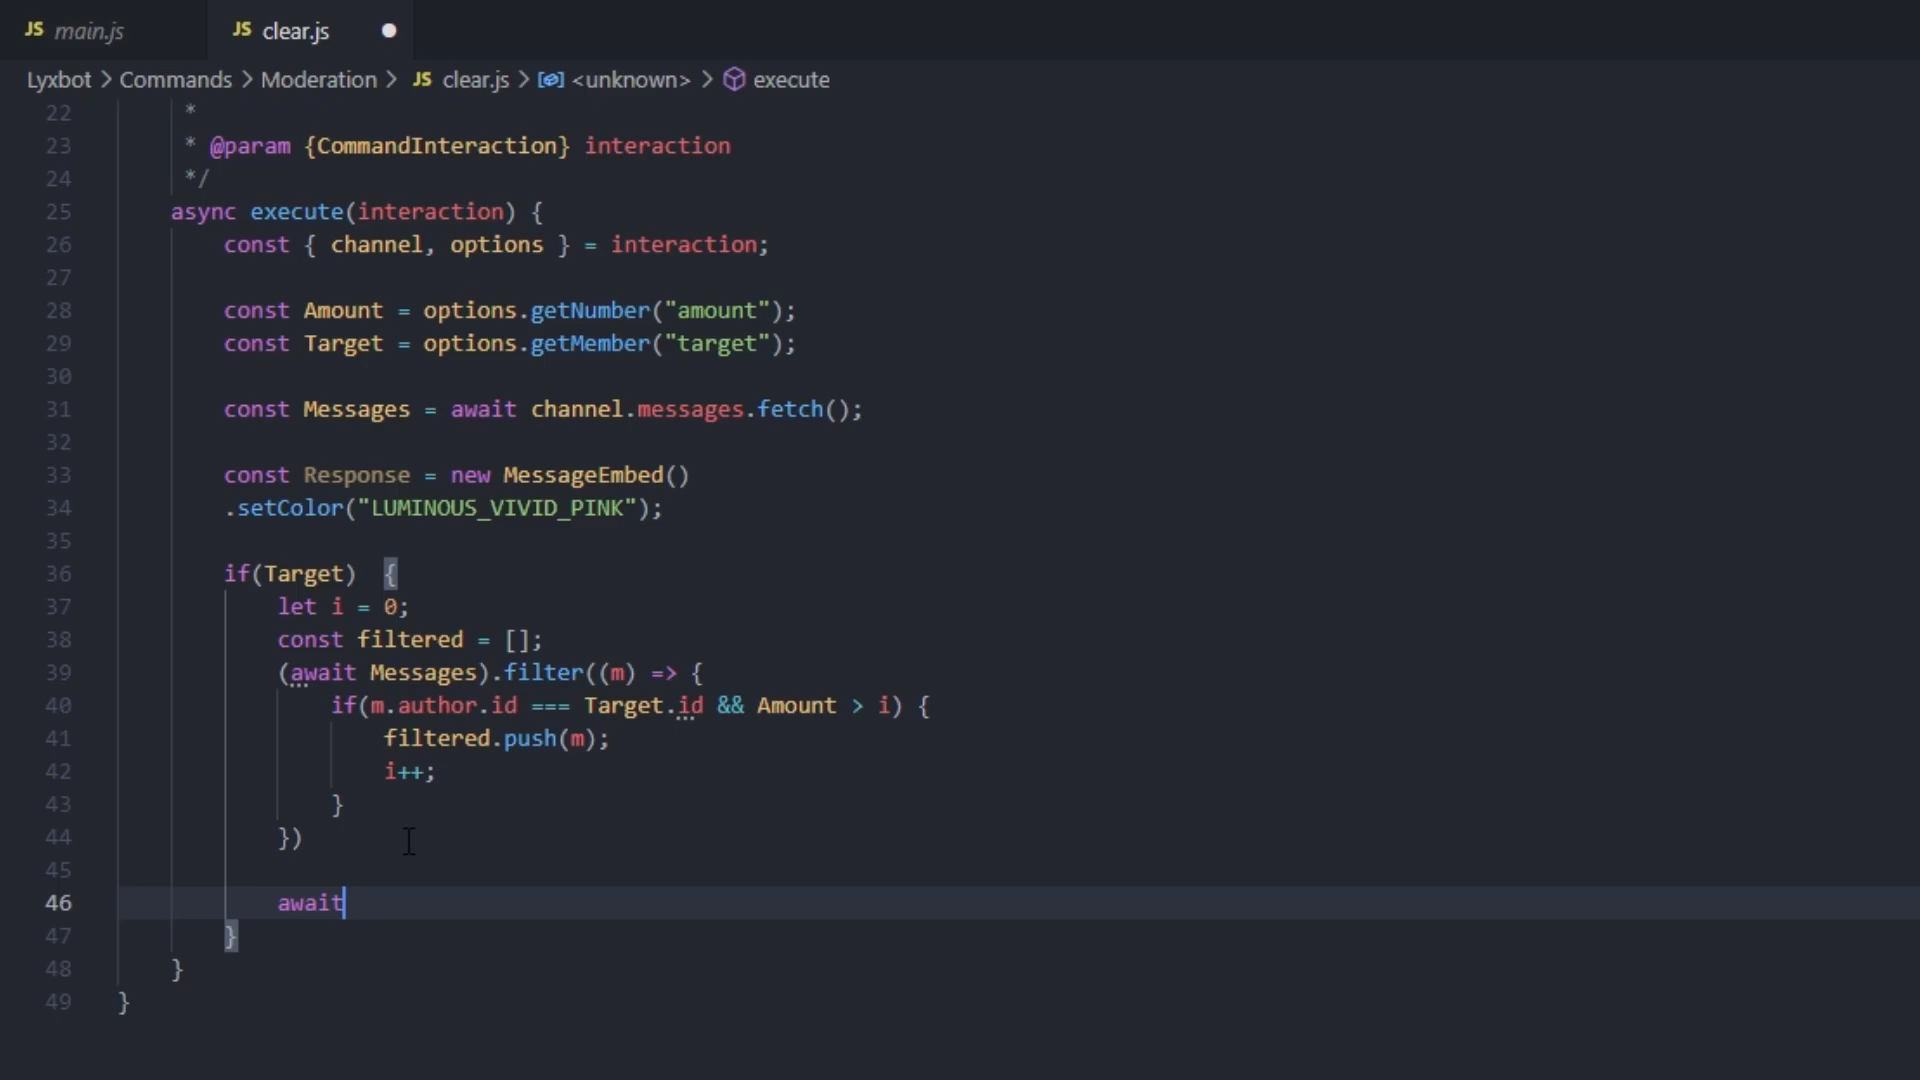 JS main.js JS clear.js
Lyxbot > Commands > Moderation > JS clear.js > <unknown> > execute
22 *
23 * @param {CommandInteraction} interaction
24 */
25 async execute(interaction) {
26 const { channel, options } = interaction;
27
28 const Amount = options.getNumber("amount");
29 const Target = options.getMember("target");
30
31 const Messages = await channel.messages.fetch();
32
33 const Response = new MessageEmbed()
34 .setColor("LUMINOUS_VIVID_PINK");
35
36 if(Target)  {
37 let i = 0;
38 const filtered = [];
39 (await Messages).filter((m) => {
40 if(m.author.id === Target.id && Amount > i) {
41 filtered.push(m);
42 i++;
43 }
44 })
45
46 await
47 }
48 }
49 }